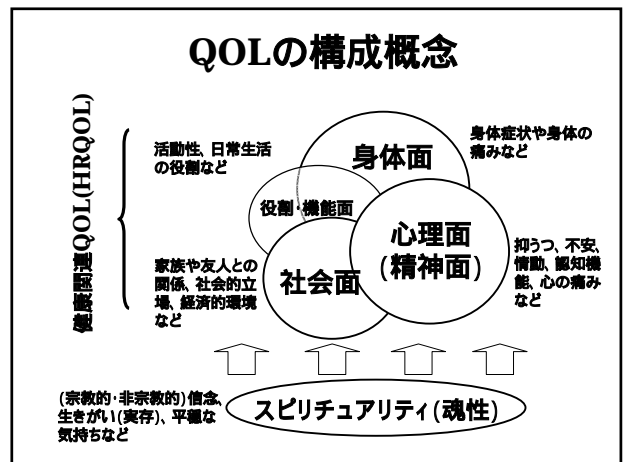 QOLの構成概念
健康関連QOL(HRQOL)
活動性、日常生活
の役割など
身体面
身体症状や身体の
痛みなど
役割・機能面
心理面
(精神面)
社会面
家族や友人との
関係、社会的立
場、経済的環境
など
抑うつ、不安、
情動、認知機
能、心の痛み
など
(宗教的・非宗教的)信念、
生きがい(実存)、平穏な
気持ちなど
スピリチュアリティ(魂性)